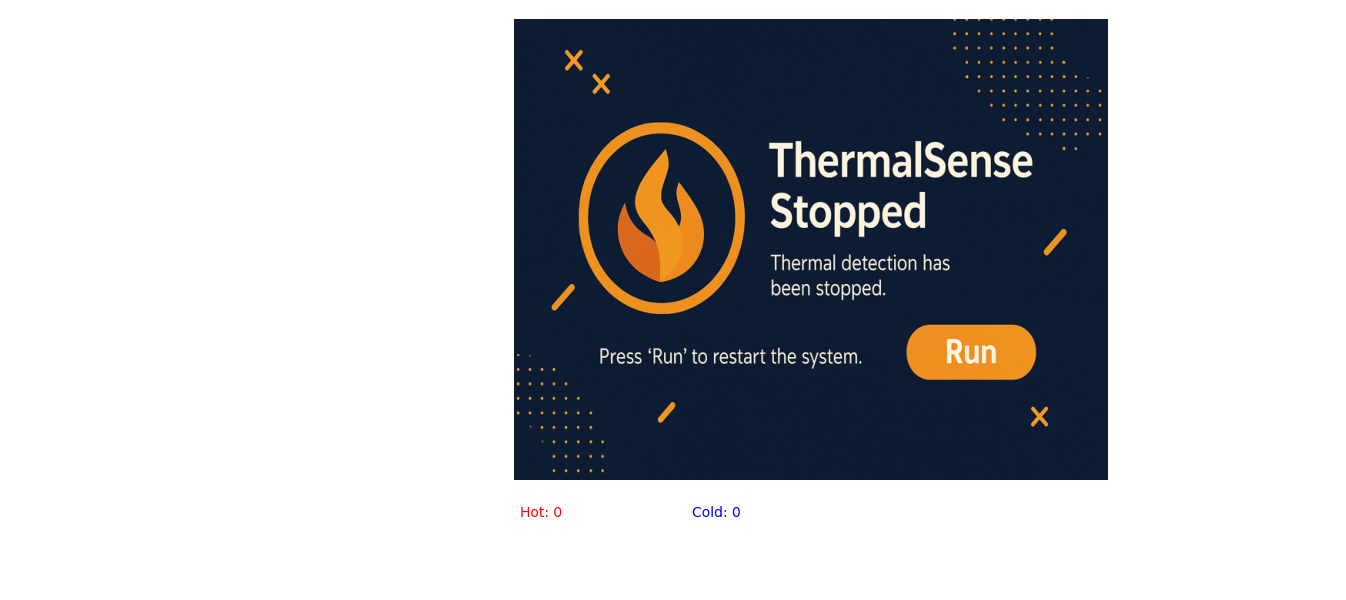 ThermalSense
Stopped
Thermal detection has
been stopped.
Press ‘Run’ to restart the system.
Run
Hot: 0
Cold: 0